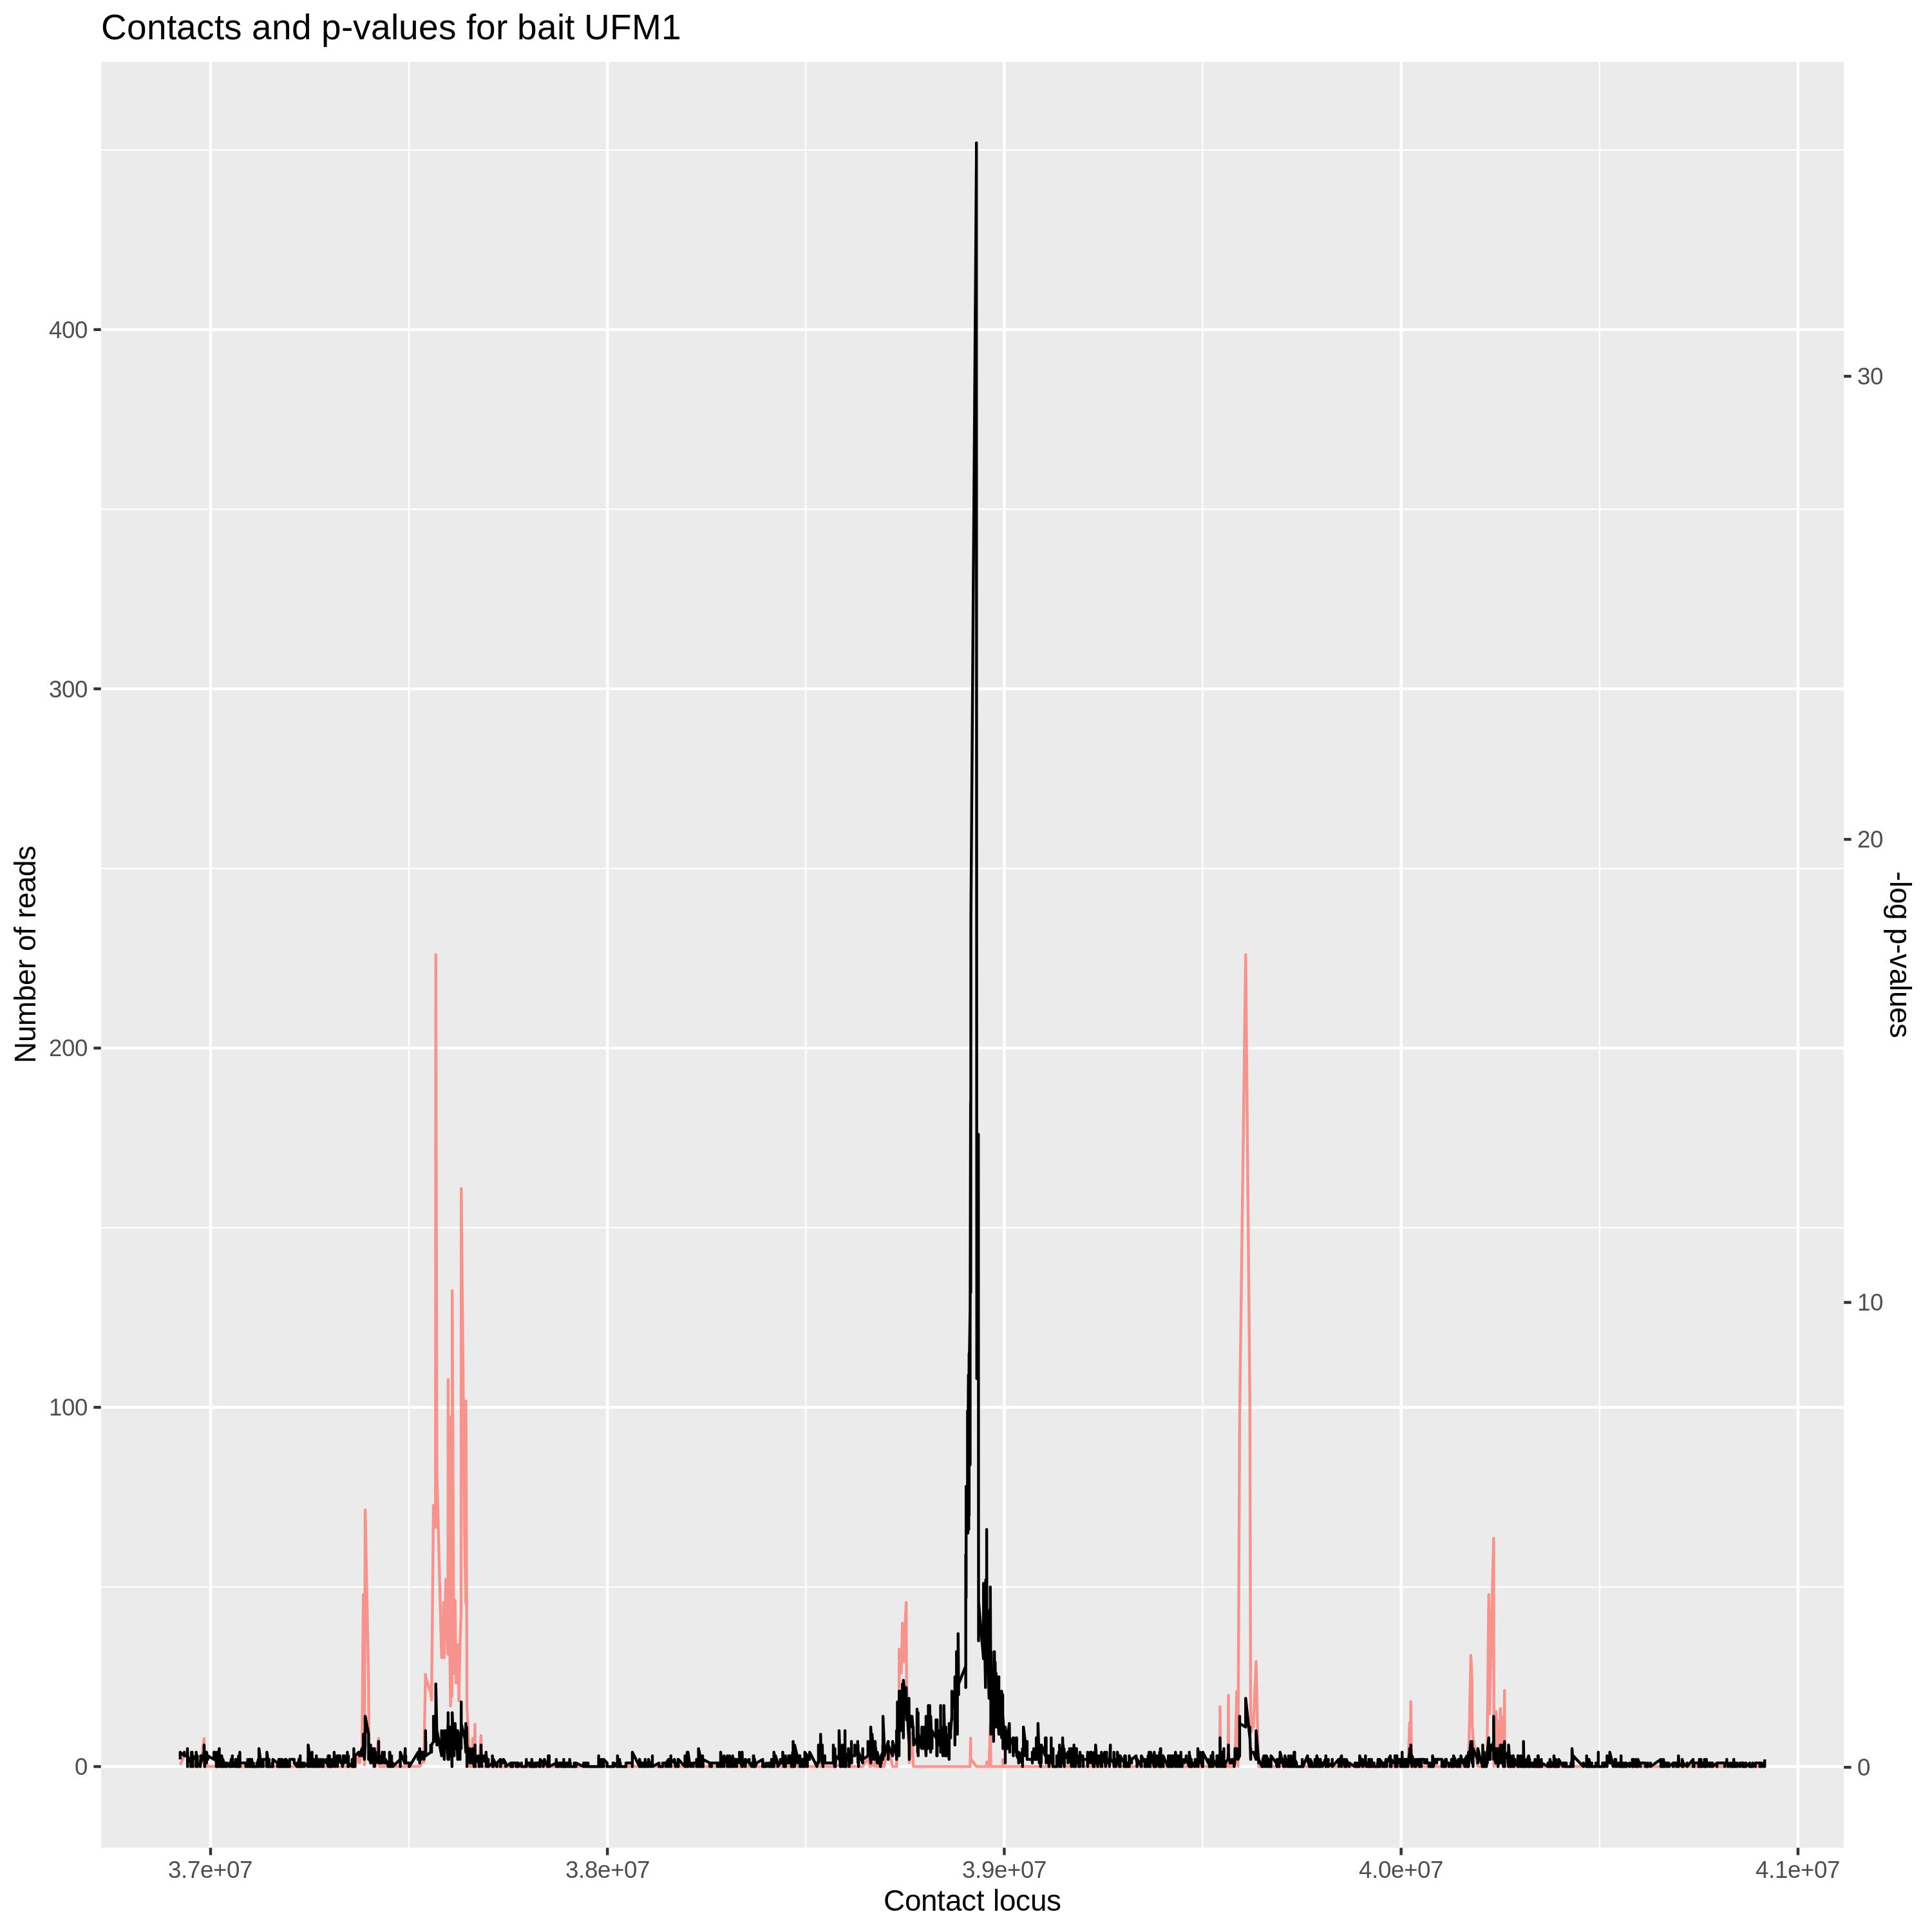 Contacts and p-values for bait UFM1
Number of reads
400
300
200
100
0
30
20
10
0
-log p-values
3.7e+07
3.8e+07
3.9e+07
4.0e+07
4.1e+07
Contact locus